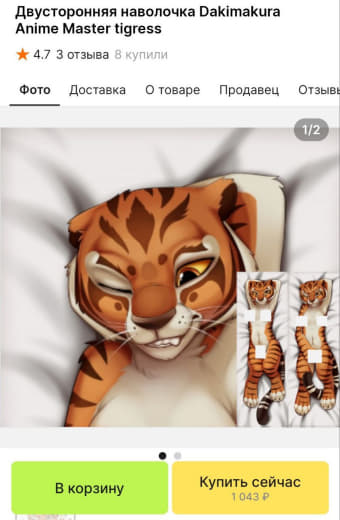 Двусторонняя наволочка Dakimakura
Anime Master tigress
4.7 3 отзыва 8 купили
Фото Доставка О товаре Продавец Отзывы
1/2
В корзину
Купить сейчас
1 043 ₽